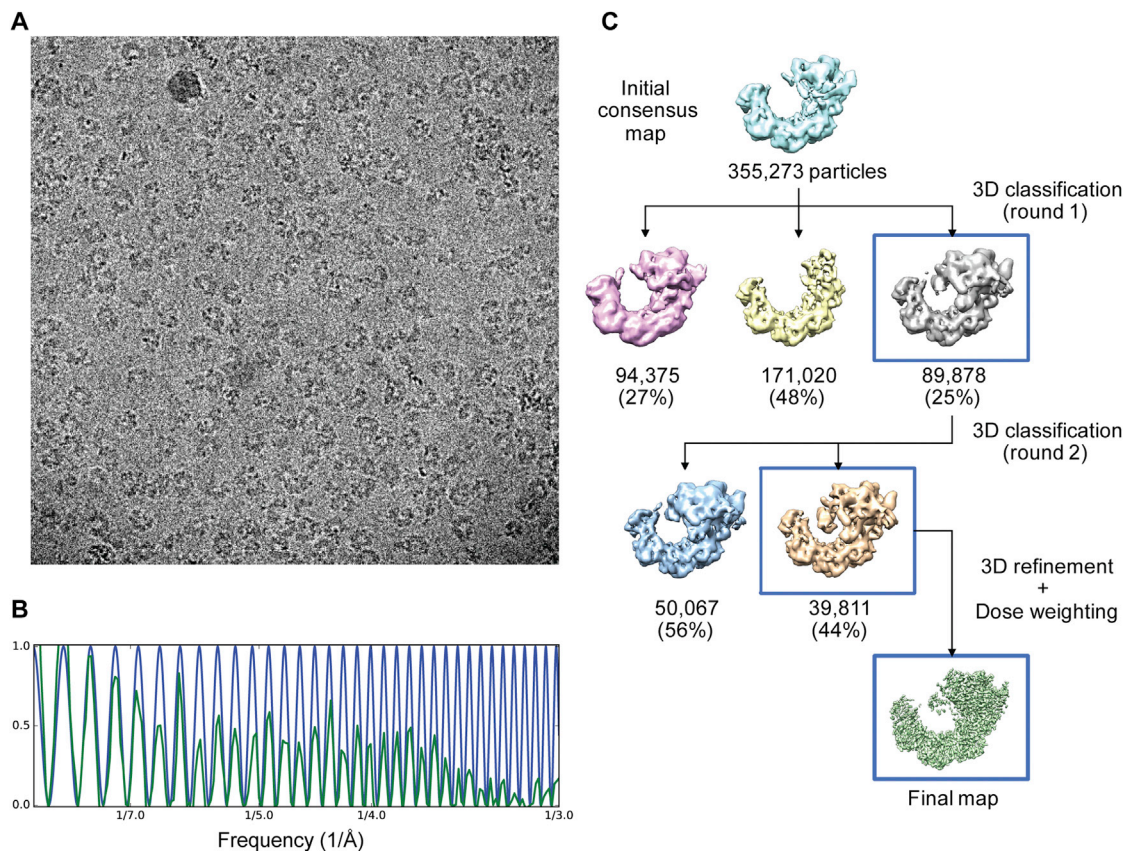 A
C
Initial
consensus
map
355,273 particles
3D classification
(round 1)
94,375
(27%)
171,020
(48%)
89,878
(25%)
3D classification
(round 2)
50,067
(56%)
39,811
(44%)
3D refinement
+
Dose weighting
Final map
B
1.0
0.5
0.0
1/7.0
1/5.0
1/4.0
1/3.0
Frequency (1/Å)